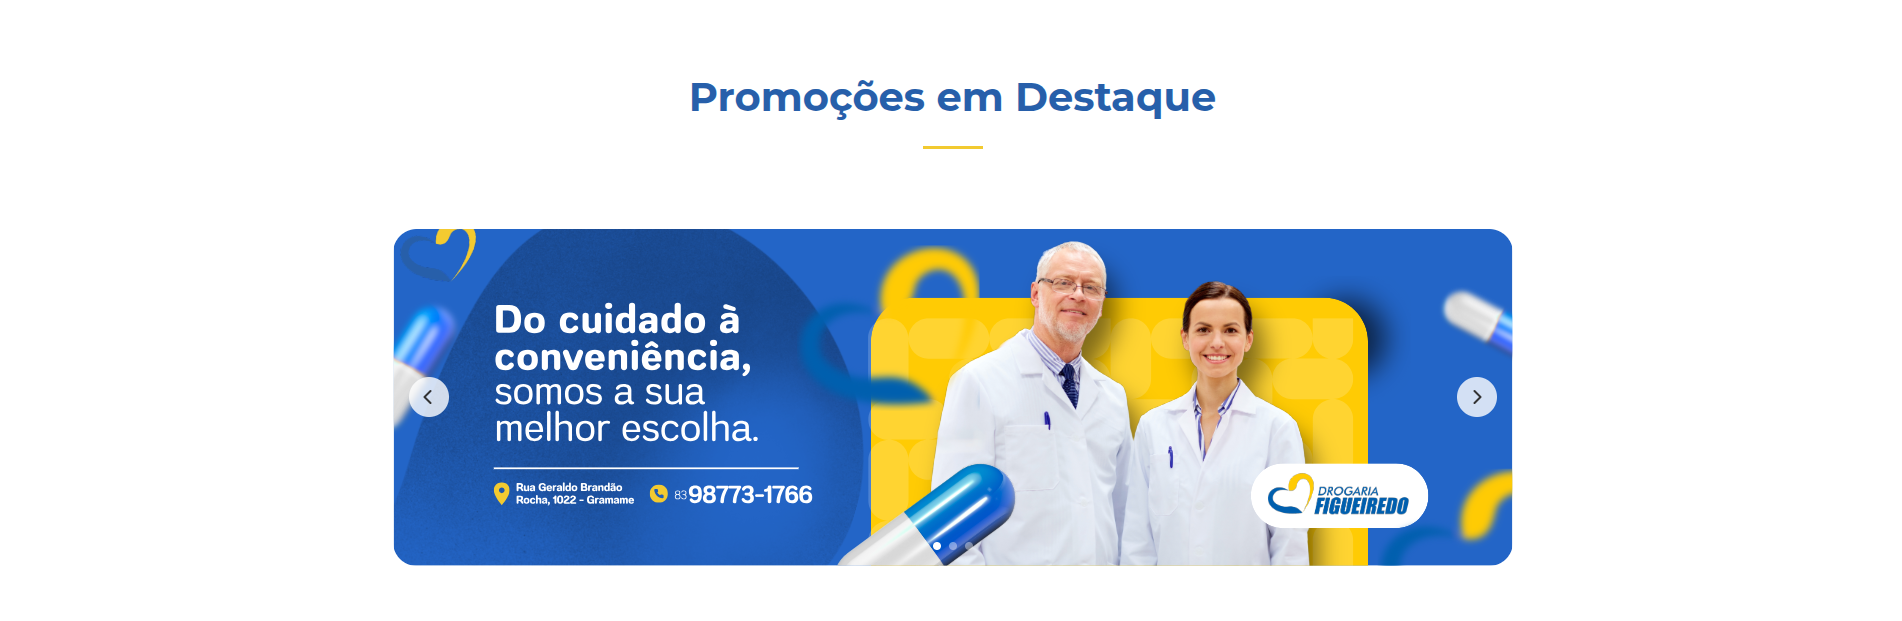 Promoções em Destaque
Do cuidado à
conveniência,
somos a sua
melhor escolha.
Rua Geraldo Brandão
Rocha, 1022 - Gramame
83 98773-1766
DROGARIA
FIGUEIREDO